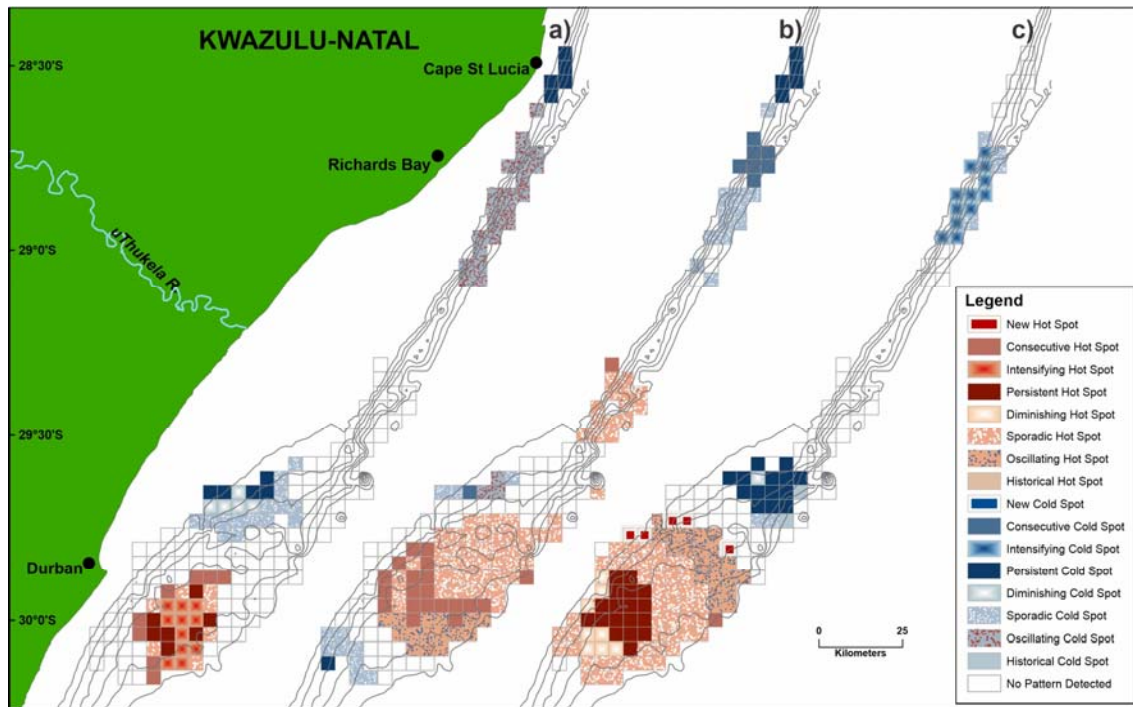 KWAZULU-NATAL
a)
b)
c)
28°30'S
Cape St Lucia
Richards Bay
29°0'S
uThukela R
29°30'S
Durban
30°0'S
0 25
Kilometers
Legend
New Hot Spot
Consecutive Hot Spot
Intensifying Hot Spot
Persistent Hot Spot
Diminishing Hot Spot
Sporadic Hot Spot
Oscillating Hot Spot
Historical Hot Spot
New Cold Spot
Consecutive Cold Spot
Intensifying Cold Spot
Persistent Cold Spot
Diminishing Cold Spot
Sporadic Cold Spot
Oscillating Cold Spot
Historical Cold Spot
No Pattern Detected